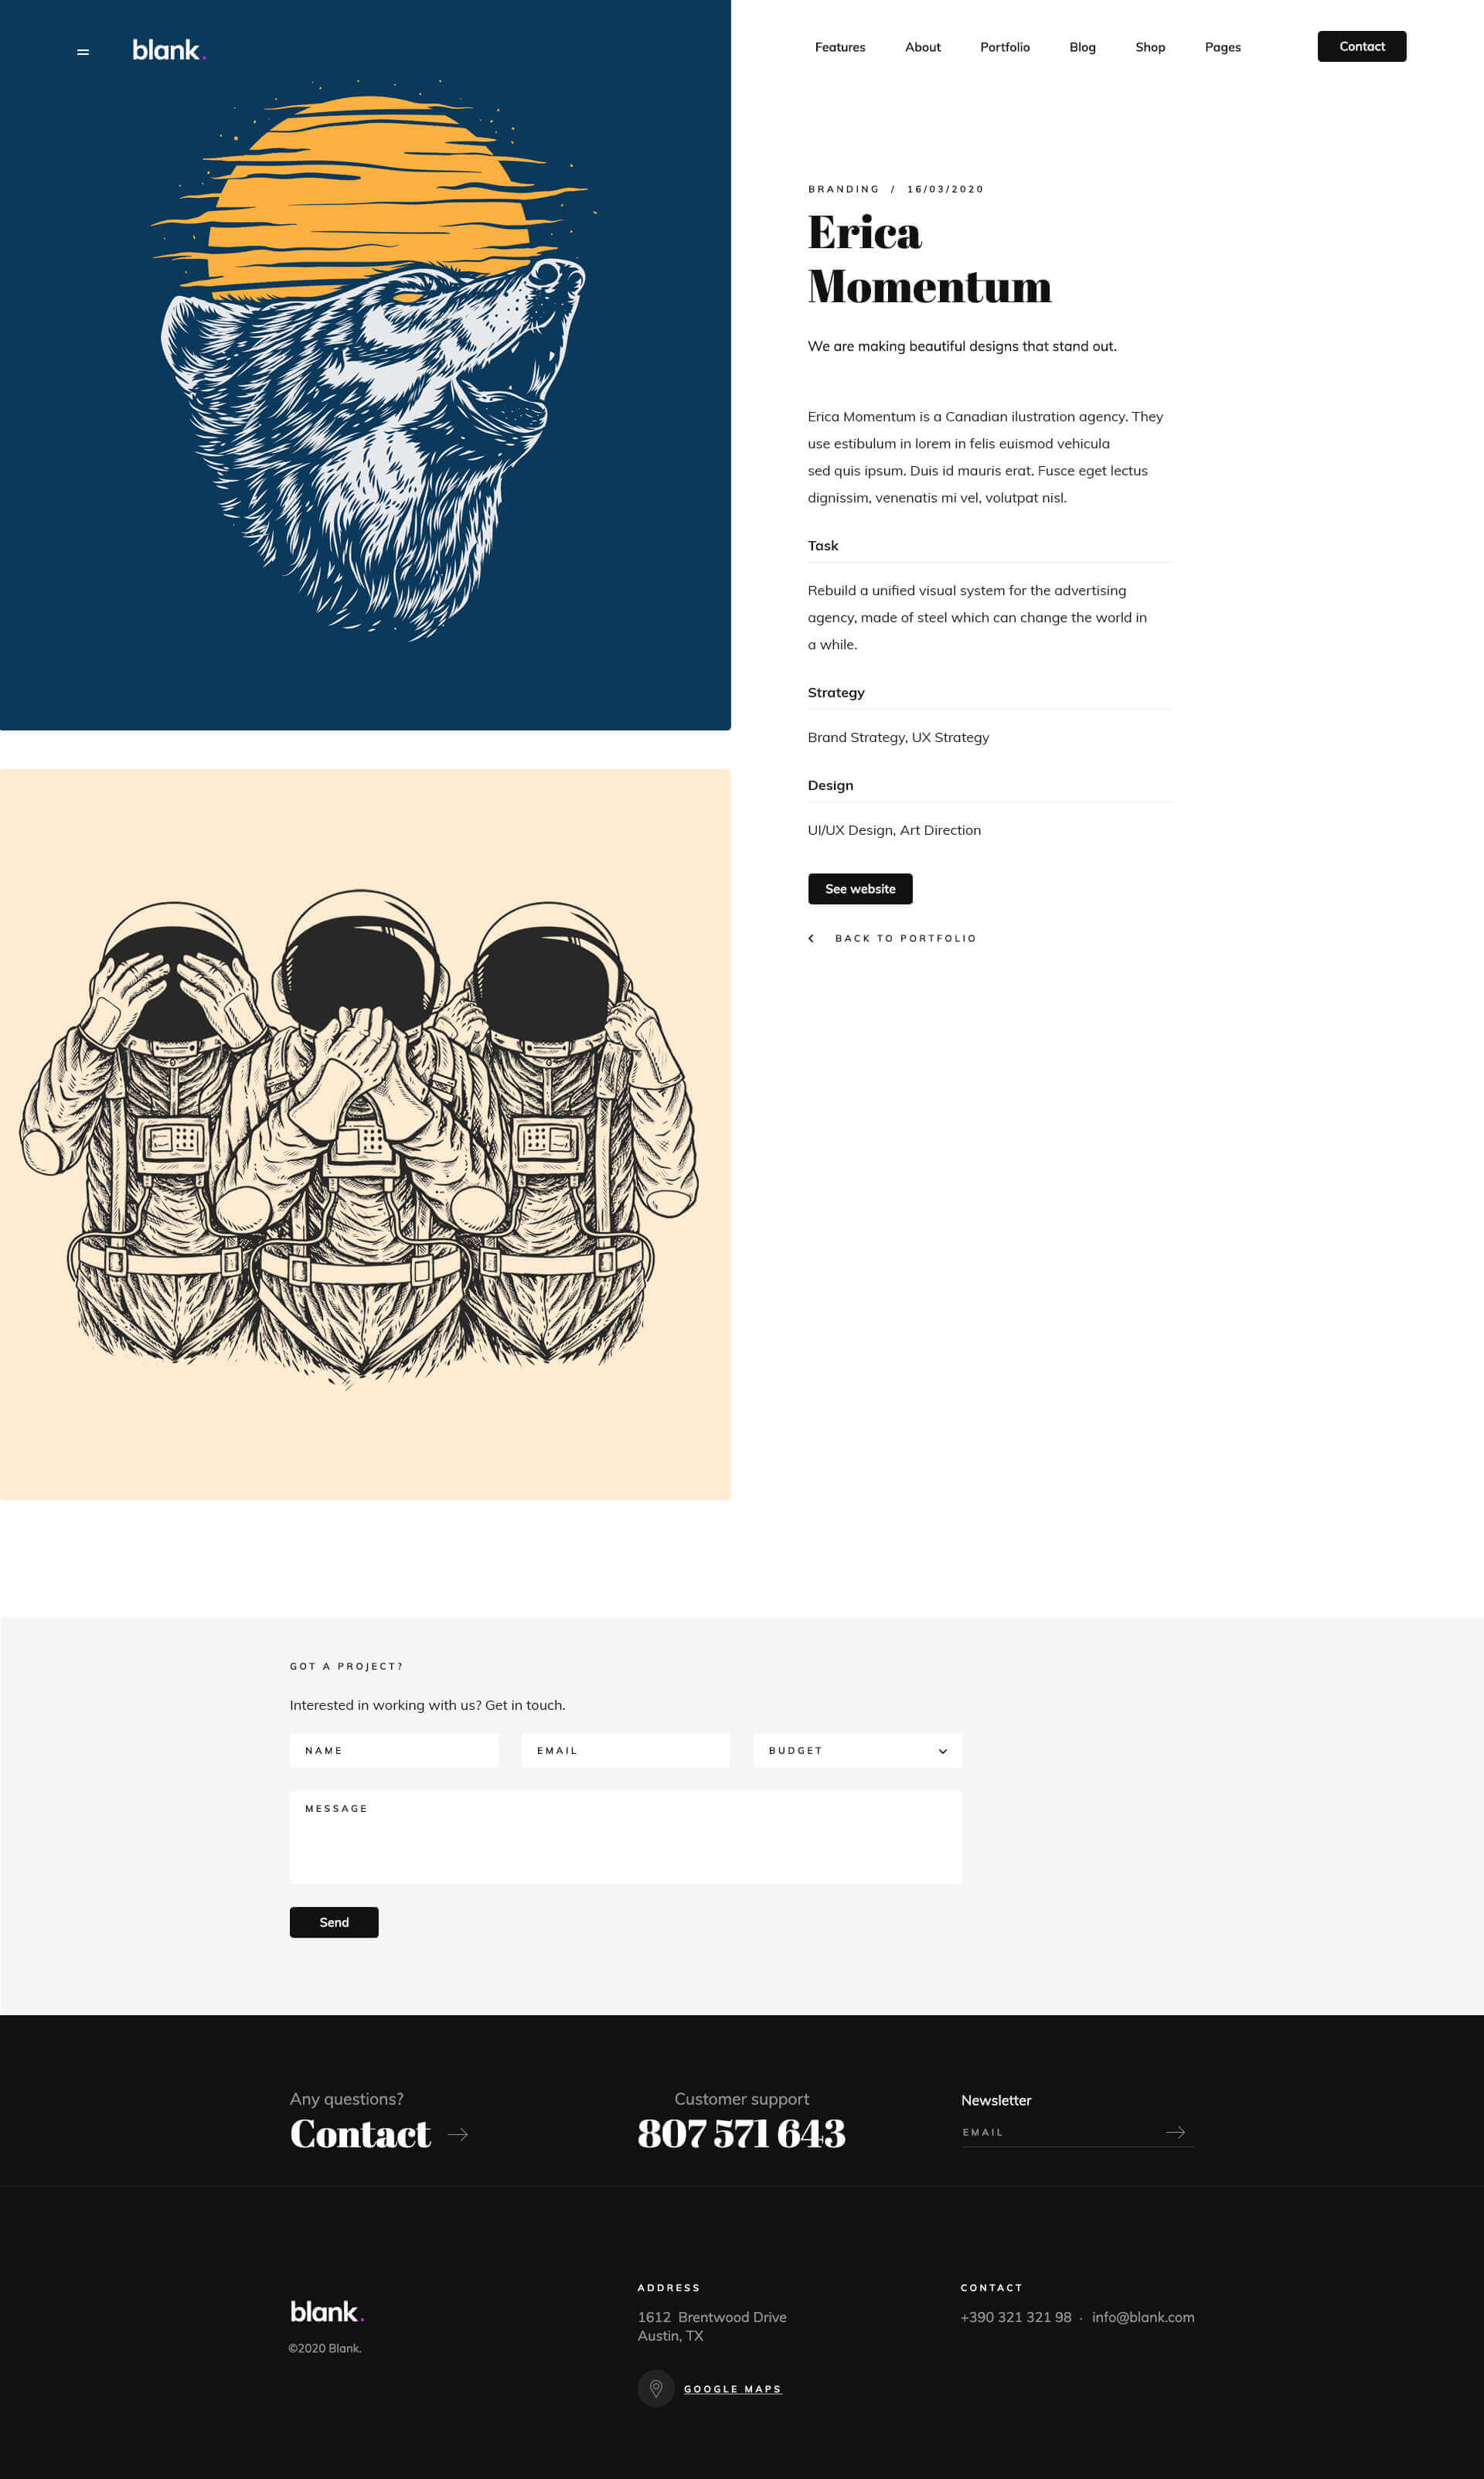 blank.
Features About Portfolio Blog Shop Pages Contact
BRANDING / 16/03/2020
Erica
Momentum
We are making beautiful designs that stand out.
Erica Momentum is a Canadian ilustration agency. They
use estibulum in lorem in felis euismod vehicula
sed quis ipsum. Duis id mauris erat. Fusce eget lectus
dignissim, venenatis mi vel, volutpat nisl.
Task
Rebuild a unified visual system for the advertising
agency, made of steel which can change the world in
a while.
Strategy
Brand Strategy, UX Strategy
Design
UI/UX Design, Art Direction
See website
BACK TO PORTFOLIO
GOT A PROJECT?
Interested in working with us? Get in touch.
NAME EMAIL BUDGET
MESSAGE
Send
Any questions?
Contact
Customer support
807 571 643
Newsletter
EMAIL
blank.
©2020 Blank.
ADDRESS
1612 Brentwood Drive
Austin, TX
GOOGLE MAPS
CONTACT
+390 321 321 98 · info@blank.com